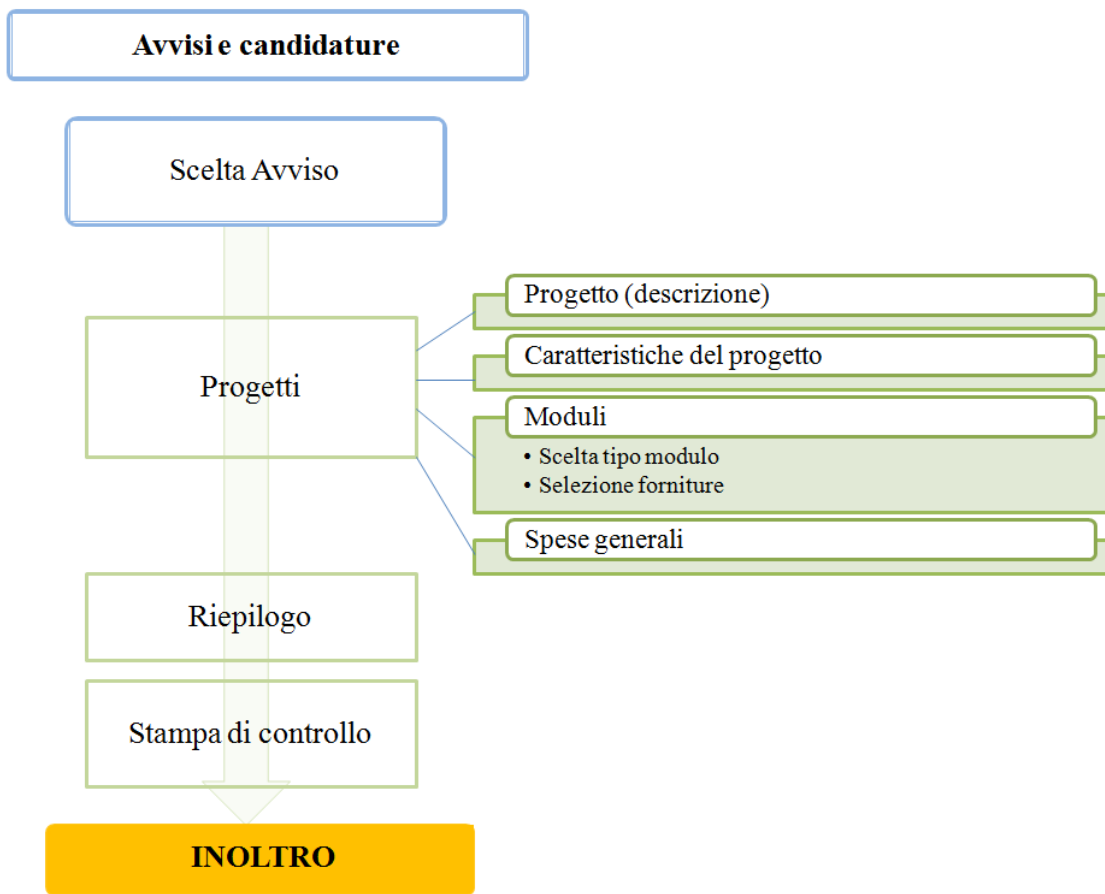 Avvisi e candidature
Scelta Avviso
Progetti
Progetto (descrizione)
Caratteristiche del progetto
Moduli
• Scelta tipo modulo
• Selezione forniture
Spese generali
Riepilogo
Stampa di controllo
INOLTRO